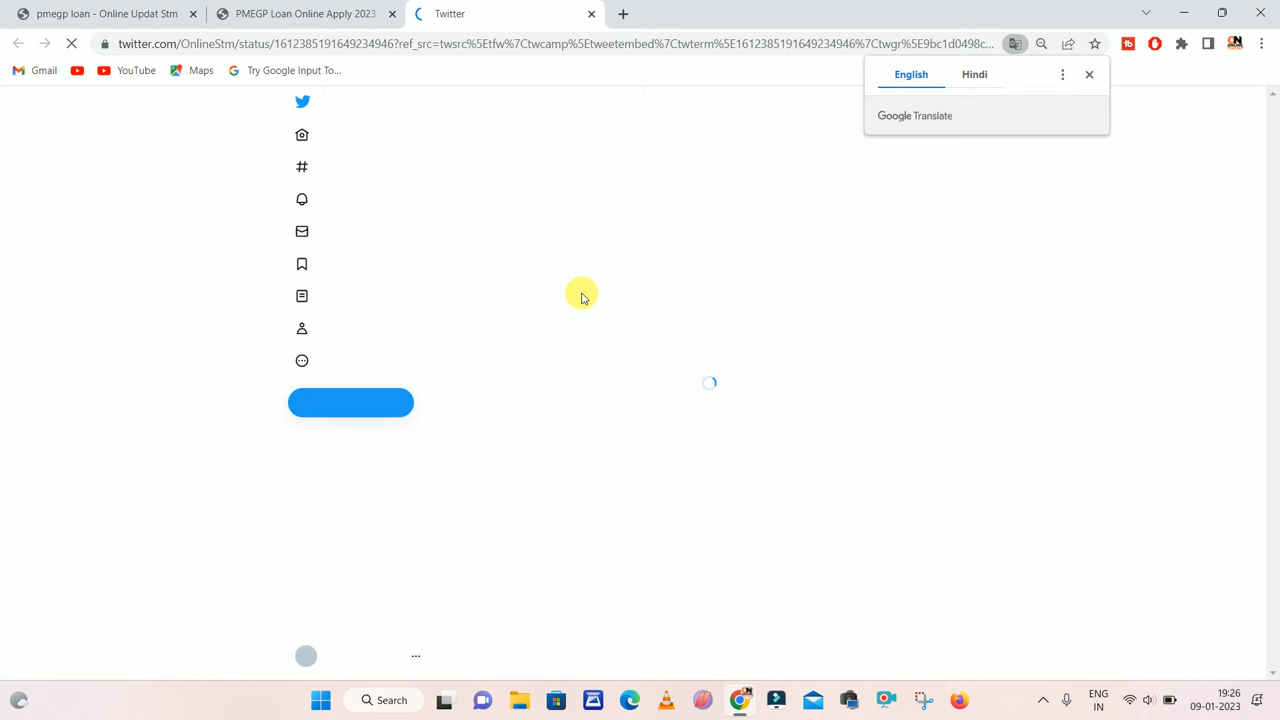 pmegp loan - Online Updat Stm
PMEGP Loan Online Apply 2023
Twitter
twitter.com/OnlineStm/status/1612385191649234946?ref_src=twsrc%5Etfw%7Ctwcamp%5Etweetembed%7Ctwterm%5E1612385191649234946%7Ctwgr%5E9bc1d0498c...
Gmail
YouTube
Maps
Try Google Input To...
English
Hindi
Google Translate
Search
ENG
IN
19:26
09-01-2023